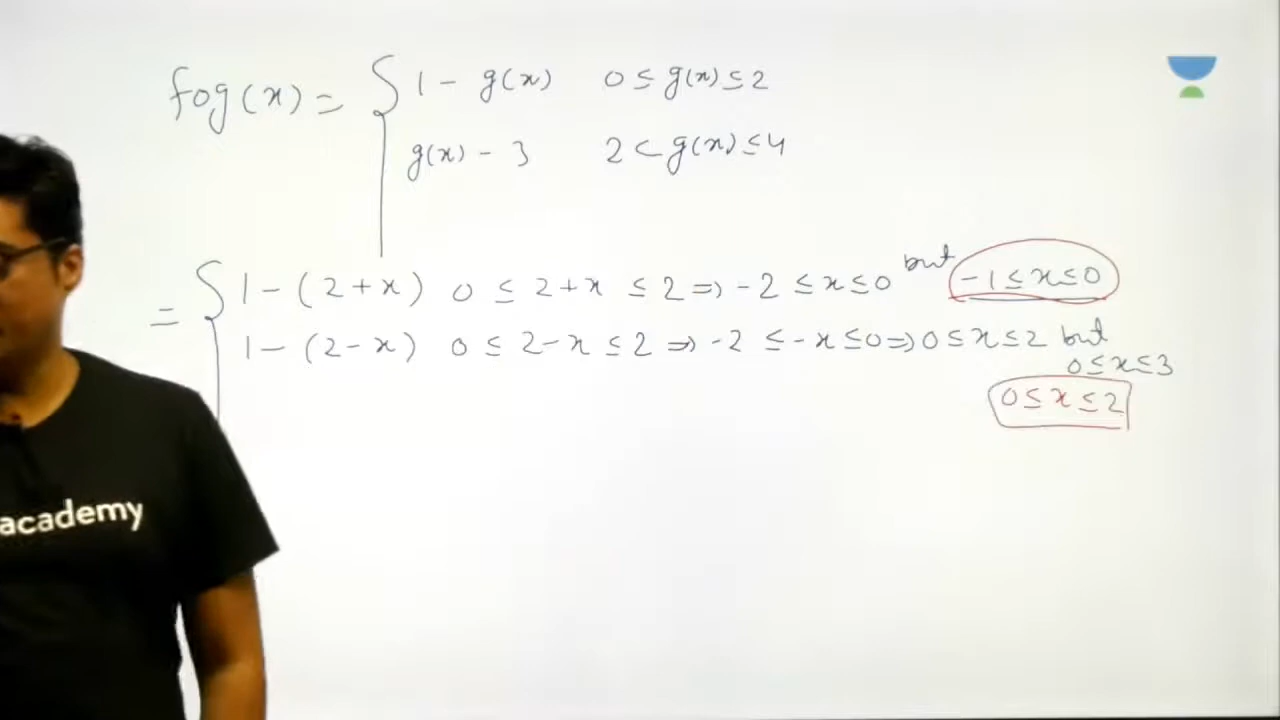 fog(x) = { 1 - g(x) 0 ≤ g(x) ≤ 2
g(x) - 3 2 < g(x) ≤ 4
= { 1 - (2 + x) 0 ≤ 2 + x ≤ 2 ⇒ -2 ≤ x ≤ 0 but -1 ≤ x ≤ 0
1 - (2 - x) 0 ≤ 2 - x ≤ 2 ⇒ -2 ≤ -x ≤ 0 ⇒ 0 ≤ x ≤ 2 but
0 ≤ x ≤ 3
0 ≤ x ≤ 2
academy